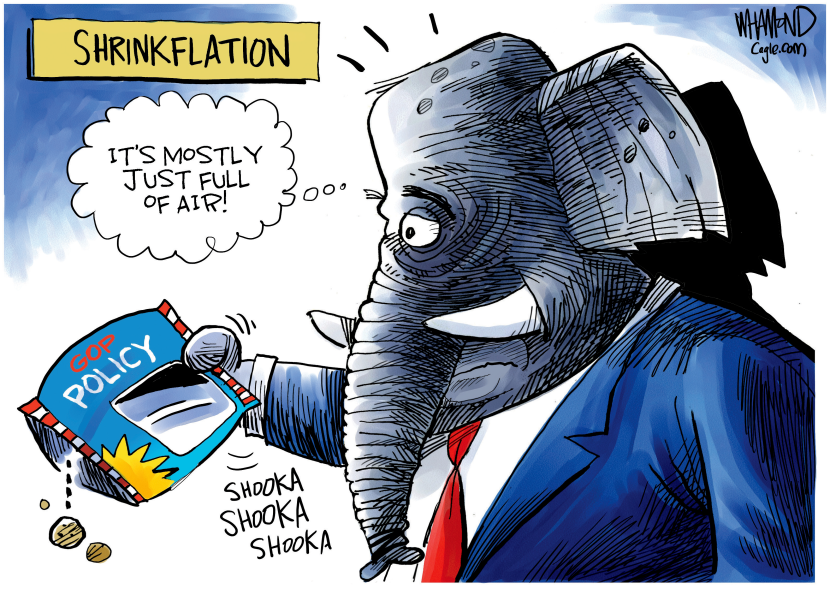 SHRINKFLATION
WHAMOND
Cagle.com
IT'S MOSTLY
JUST FULL
OF AIR!
GOP
POLICY
SHOOKA
SHOOKA
SHOOKA